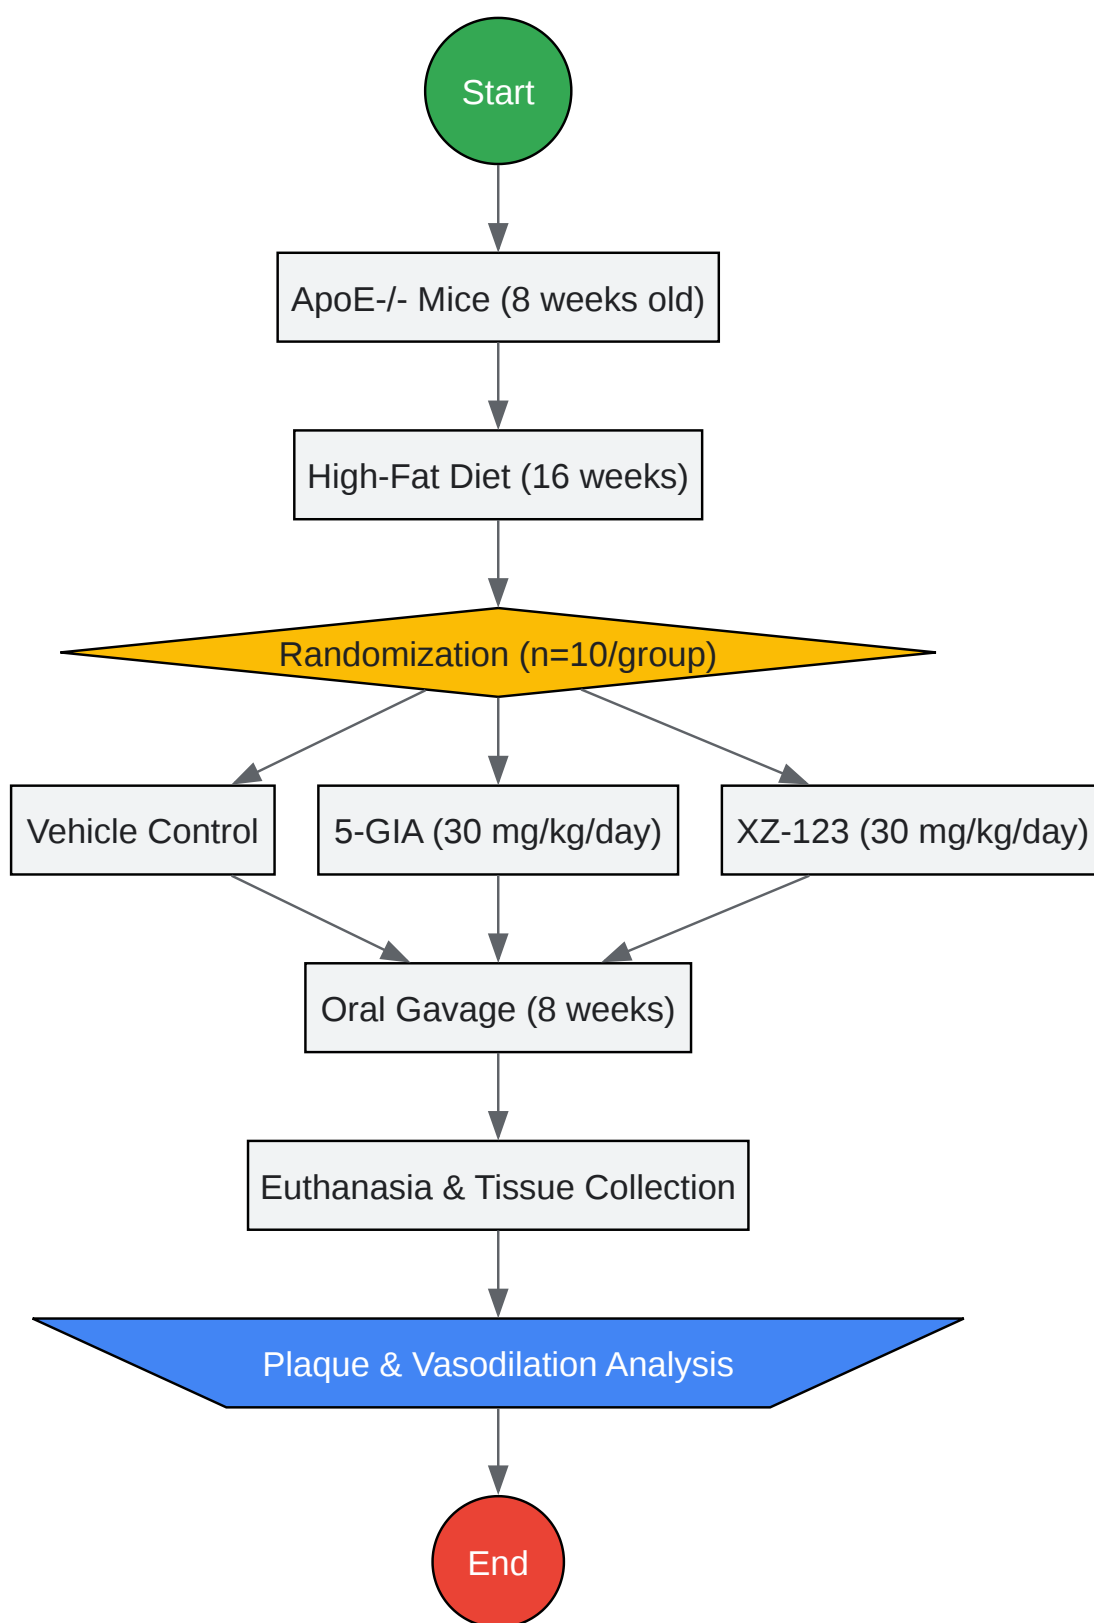 Start
ApoE-/- Mice (8 weeks old)
High-Fat Diet (16 weeks)
Randomization (n=10/group)
Vehicle Control
5-GIA (30 mg/kg/day)
XZ-123 (30 mg/kg/day)
Oral Gavage (8 weeks)
Euthanasia & Tissue Collection
Plaque & Vasodilation Analysis
End